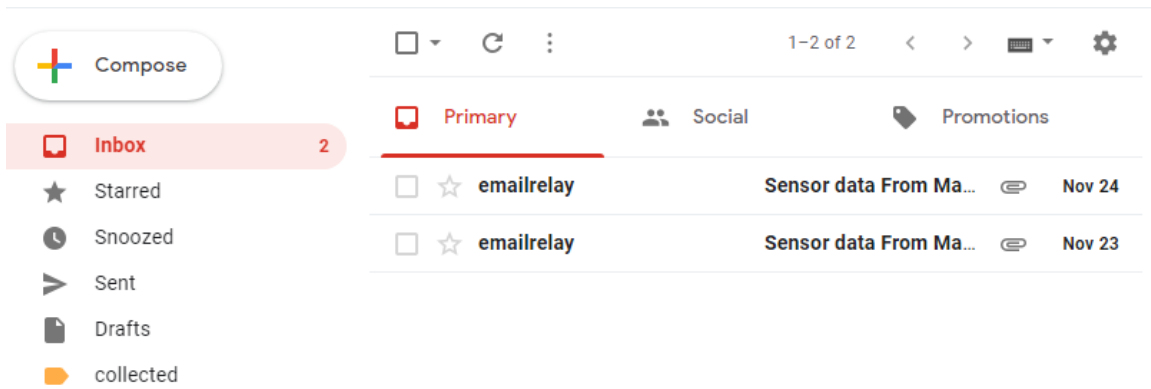 Compose
1–2 of 2
Primary
Social
Promotions
Inbox 2
Starred
Snoozed
Sent
Drafts
collected
emailrelay Sensor data From Ma... Nov 24
emailrelay Sensor data From Ma... Nov 23